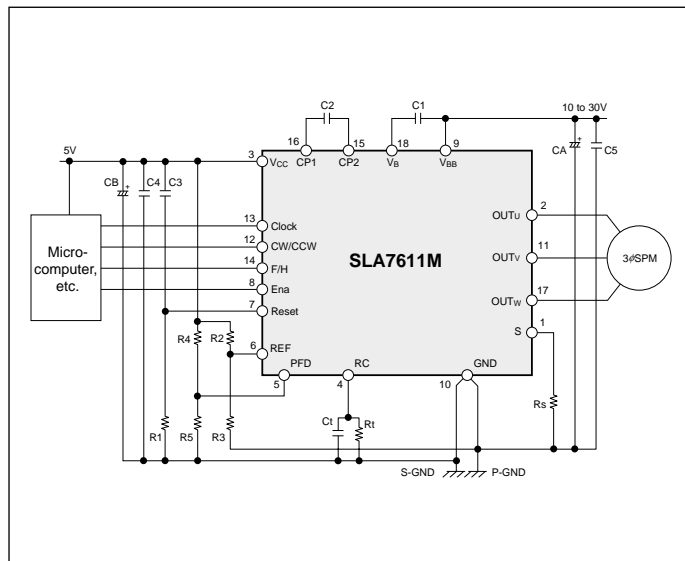 C2
C1
10 to 30V
16
15
18
9
5V
3
VCC
CP1
CP2
VB
VBB
CA
+
C5
CB
+
C4
C3
2
OUTU
13
Clock
12
CW/CCW
SLA7611M
11
OUTV
3ϕSPM
Micro-
computer,
etc.
14
F/H
8
Ena
17
OUTW
7
Reset
1
S
R4
R2
6
REF
PFD
RC
GND
5
4
10
Rs
R1
R5
R3
Ct
Rt
S-GND
P-GND